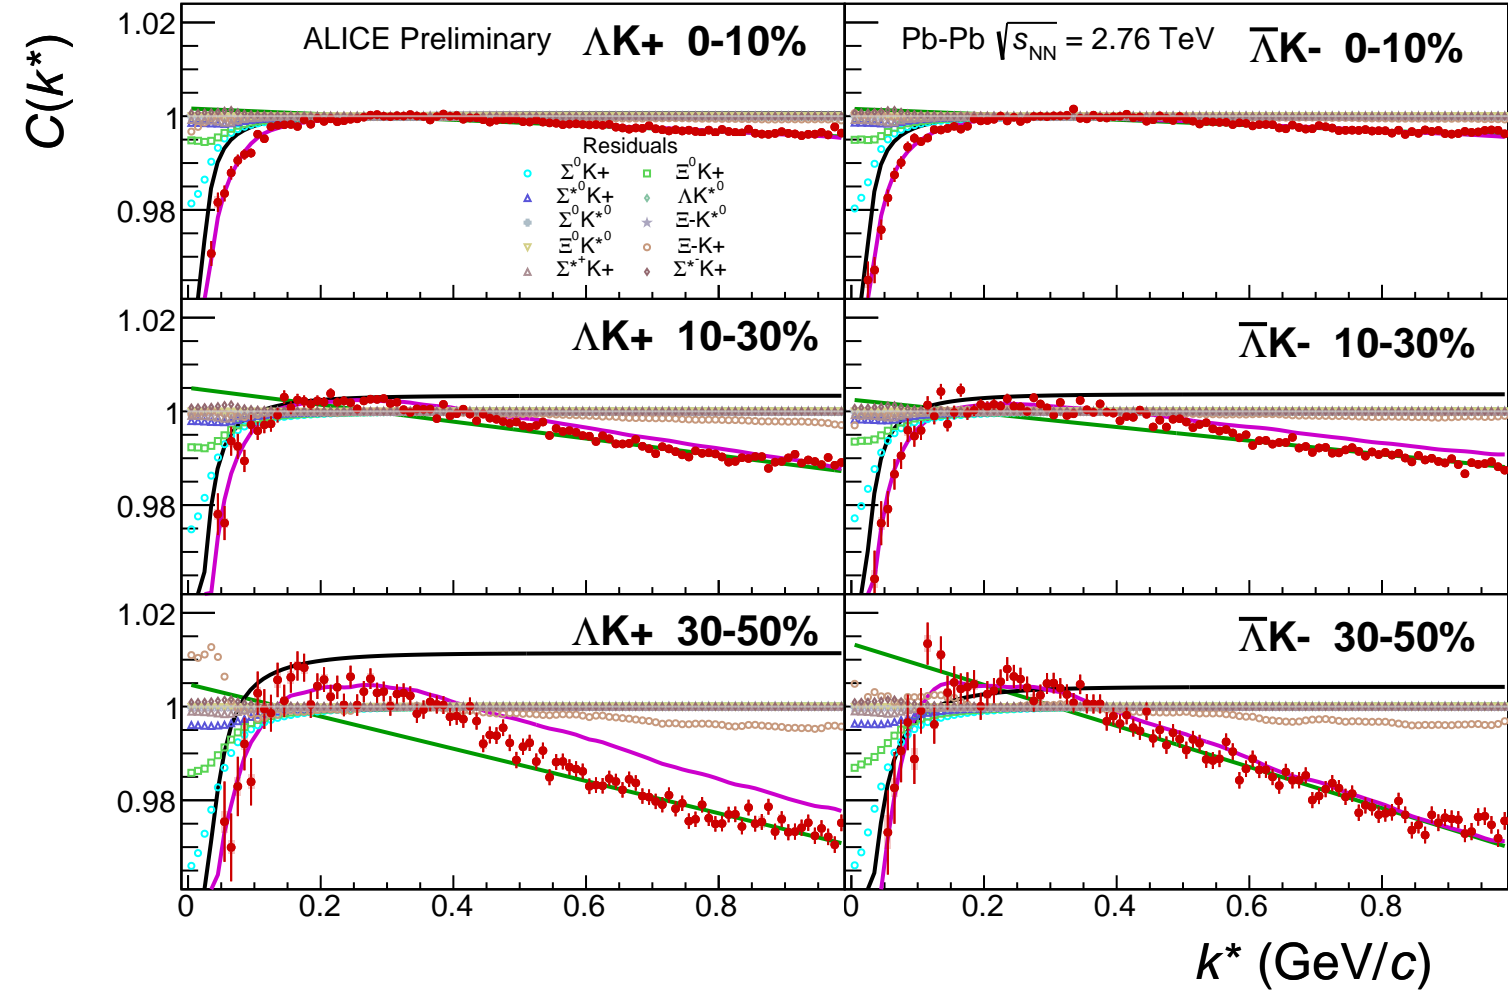 C(k*)
1.02
1
0.98
ALICE Preliminary ΛK+ 0-10%
Pb-Pb √sNN = 2.76 TeV Λ̅K- 0-10%
Residuals
Σ⁰K+ Ξ⁰K+
Σ*⁰K+ ΛK*⁰
Σ⁰K*⁰ Ξ-K*⁰
Ξ⁰K*⁰ Ξ-K+
Σ*⁺K+ Σ*⁻K+
1.02
1
0.98
ΛK+ 10-30%
Λ̅K- 10-30%
1.02
1
0.98
ΛK+ 30-50%
Λ̅K- 30-50%
0 0.2 0.4 0.6 0.8
0 0.2 0.4 0.6 0.8
k* (GeV/c)